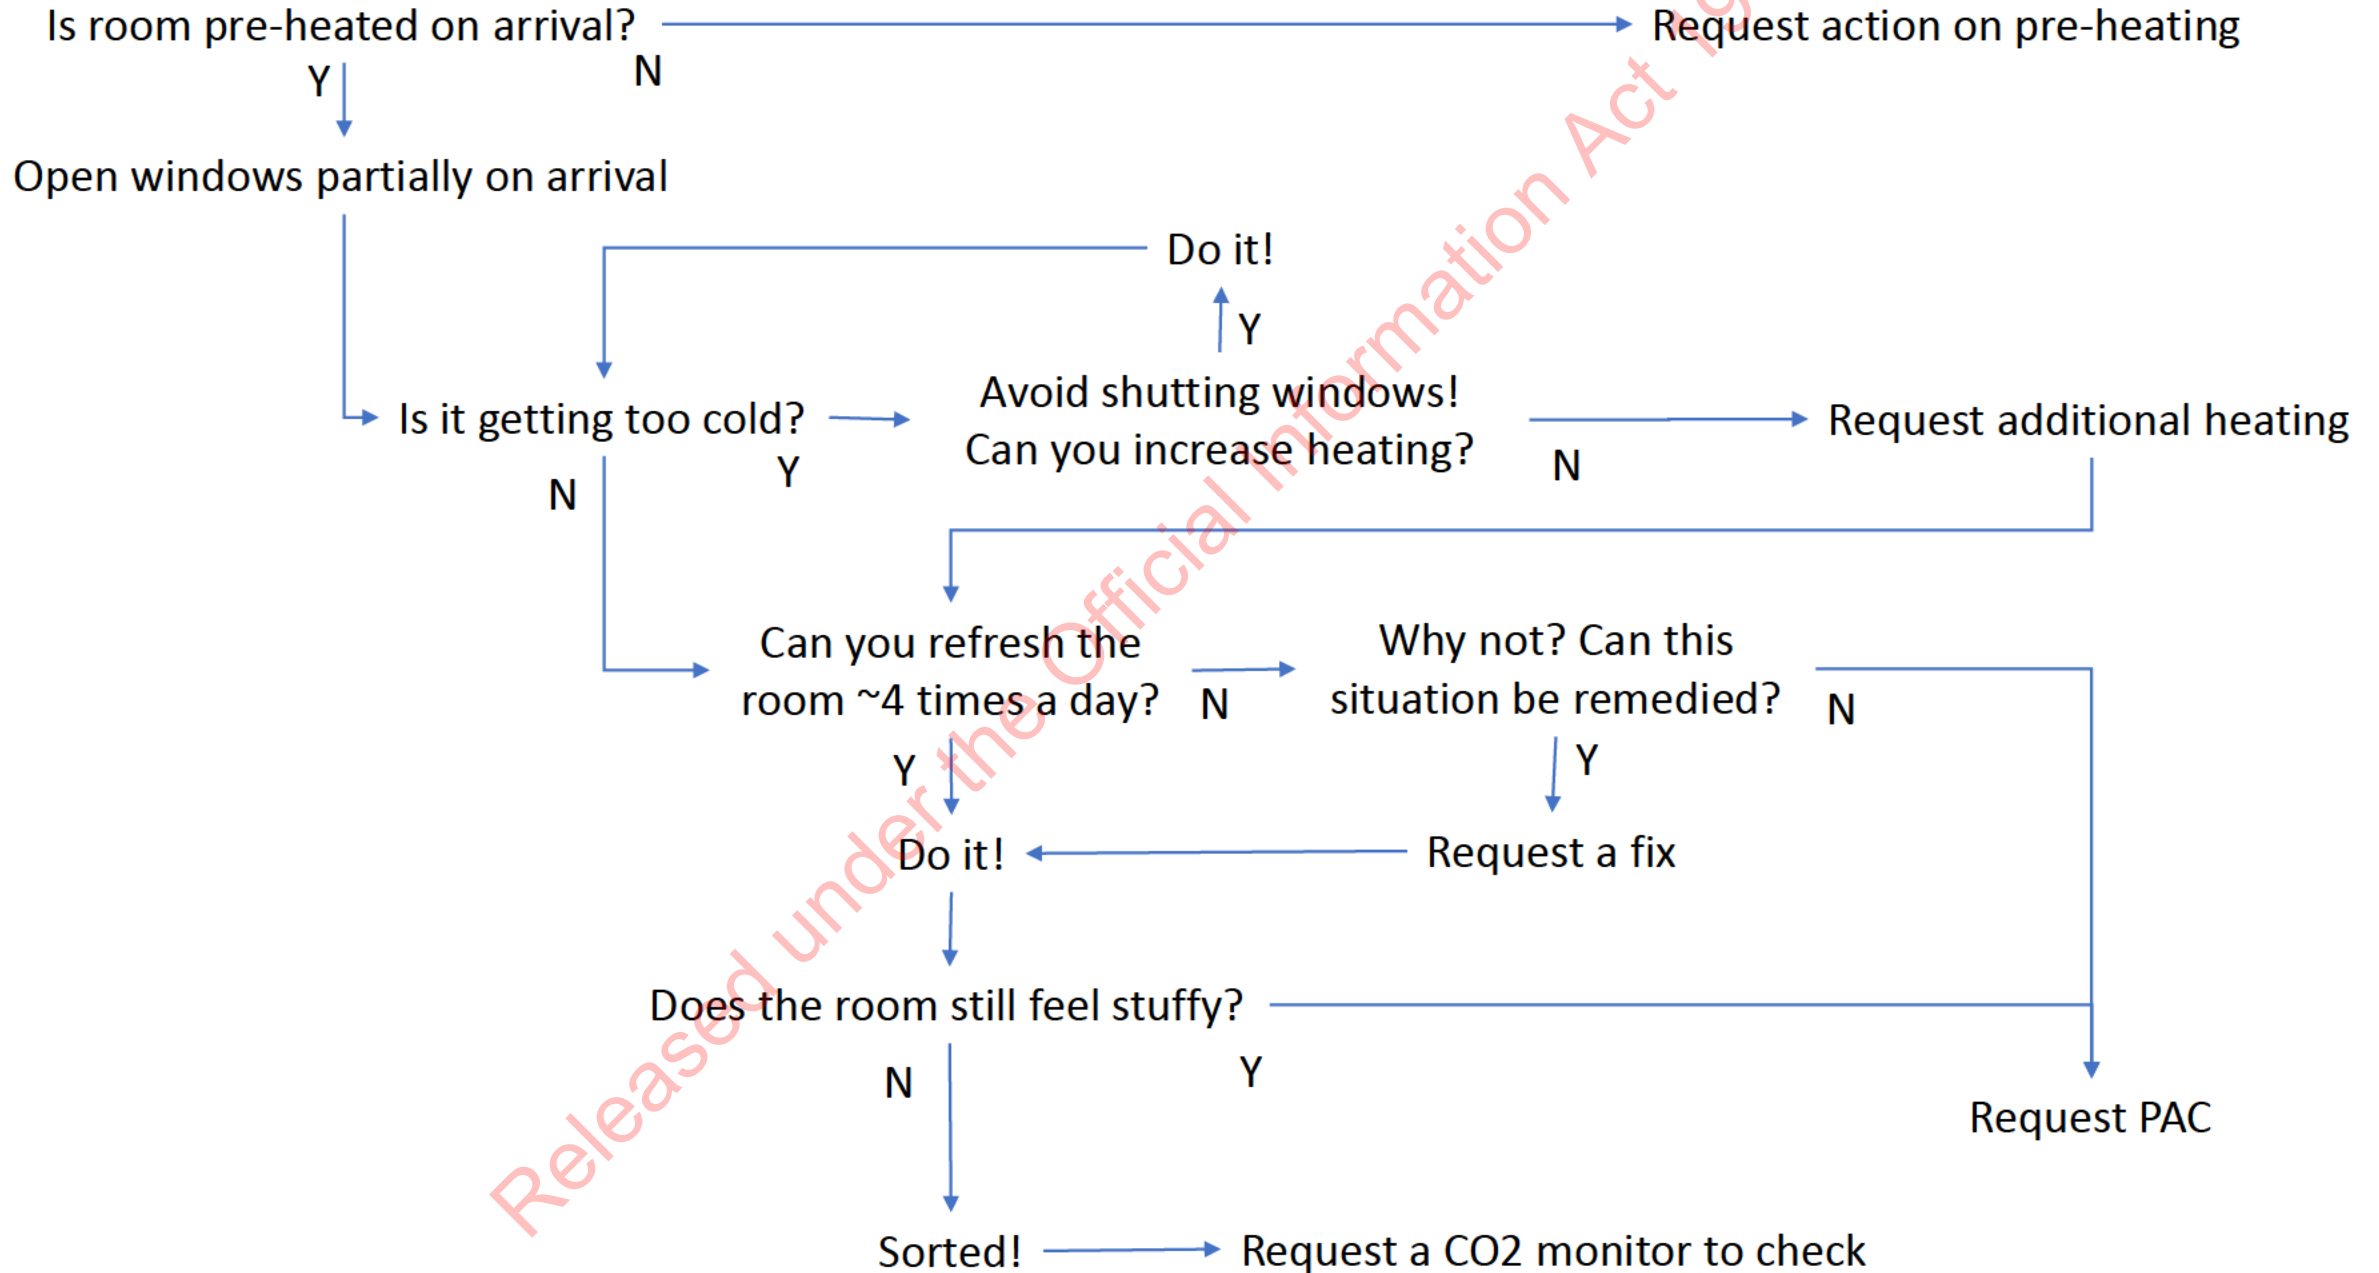 Is room pre-heated on arrival?
Request action on pre-heating
Y
N
Open windows partially on arrival
Do it!
Y
Is it getting too cold?
Y
N
Avoid shutting windows!
Can you increase heating?
N
Request additional heating
Can you refresh the
room ~4 times a day?
N
Y
Why not? Can this
situation be remedied?
N
Y
Do it!
Request a fix
Does the room still feel stuffy?
Y
N
Request PAC
Sorted!
Request a CO2 monitor to check
Released under the Official Information Act